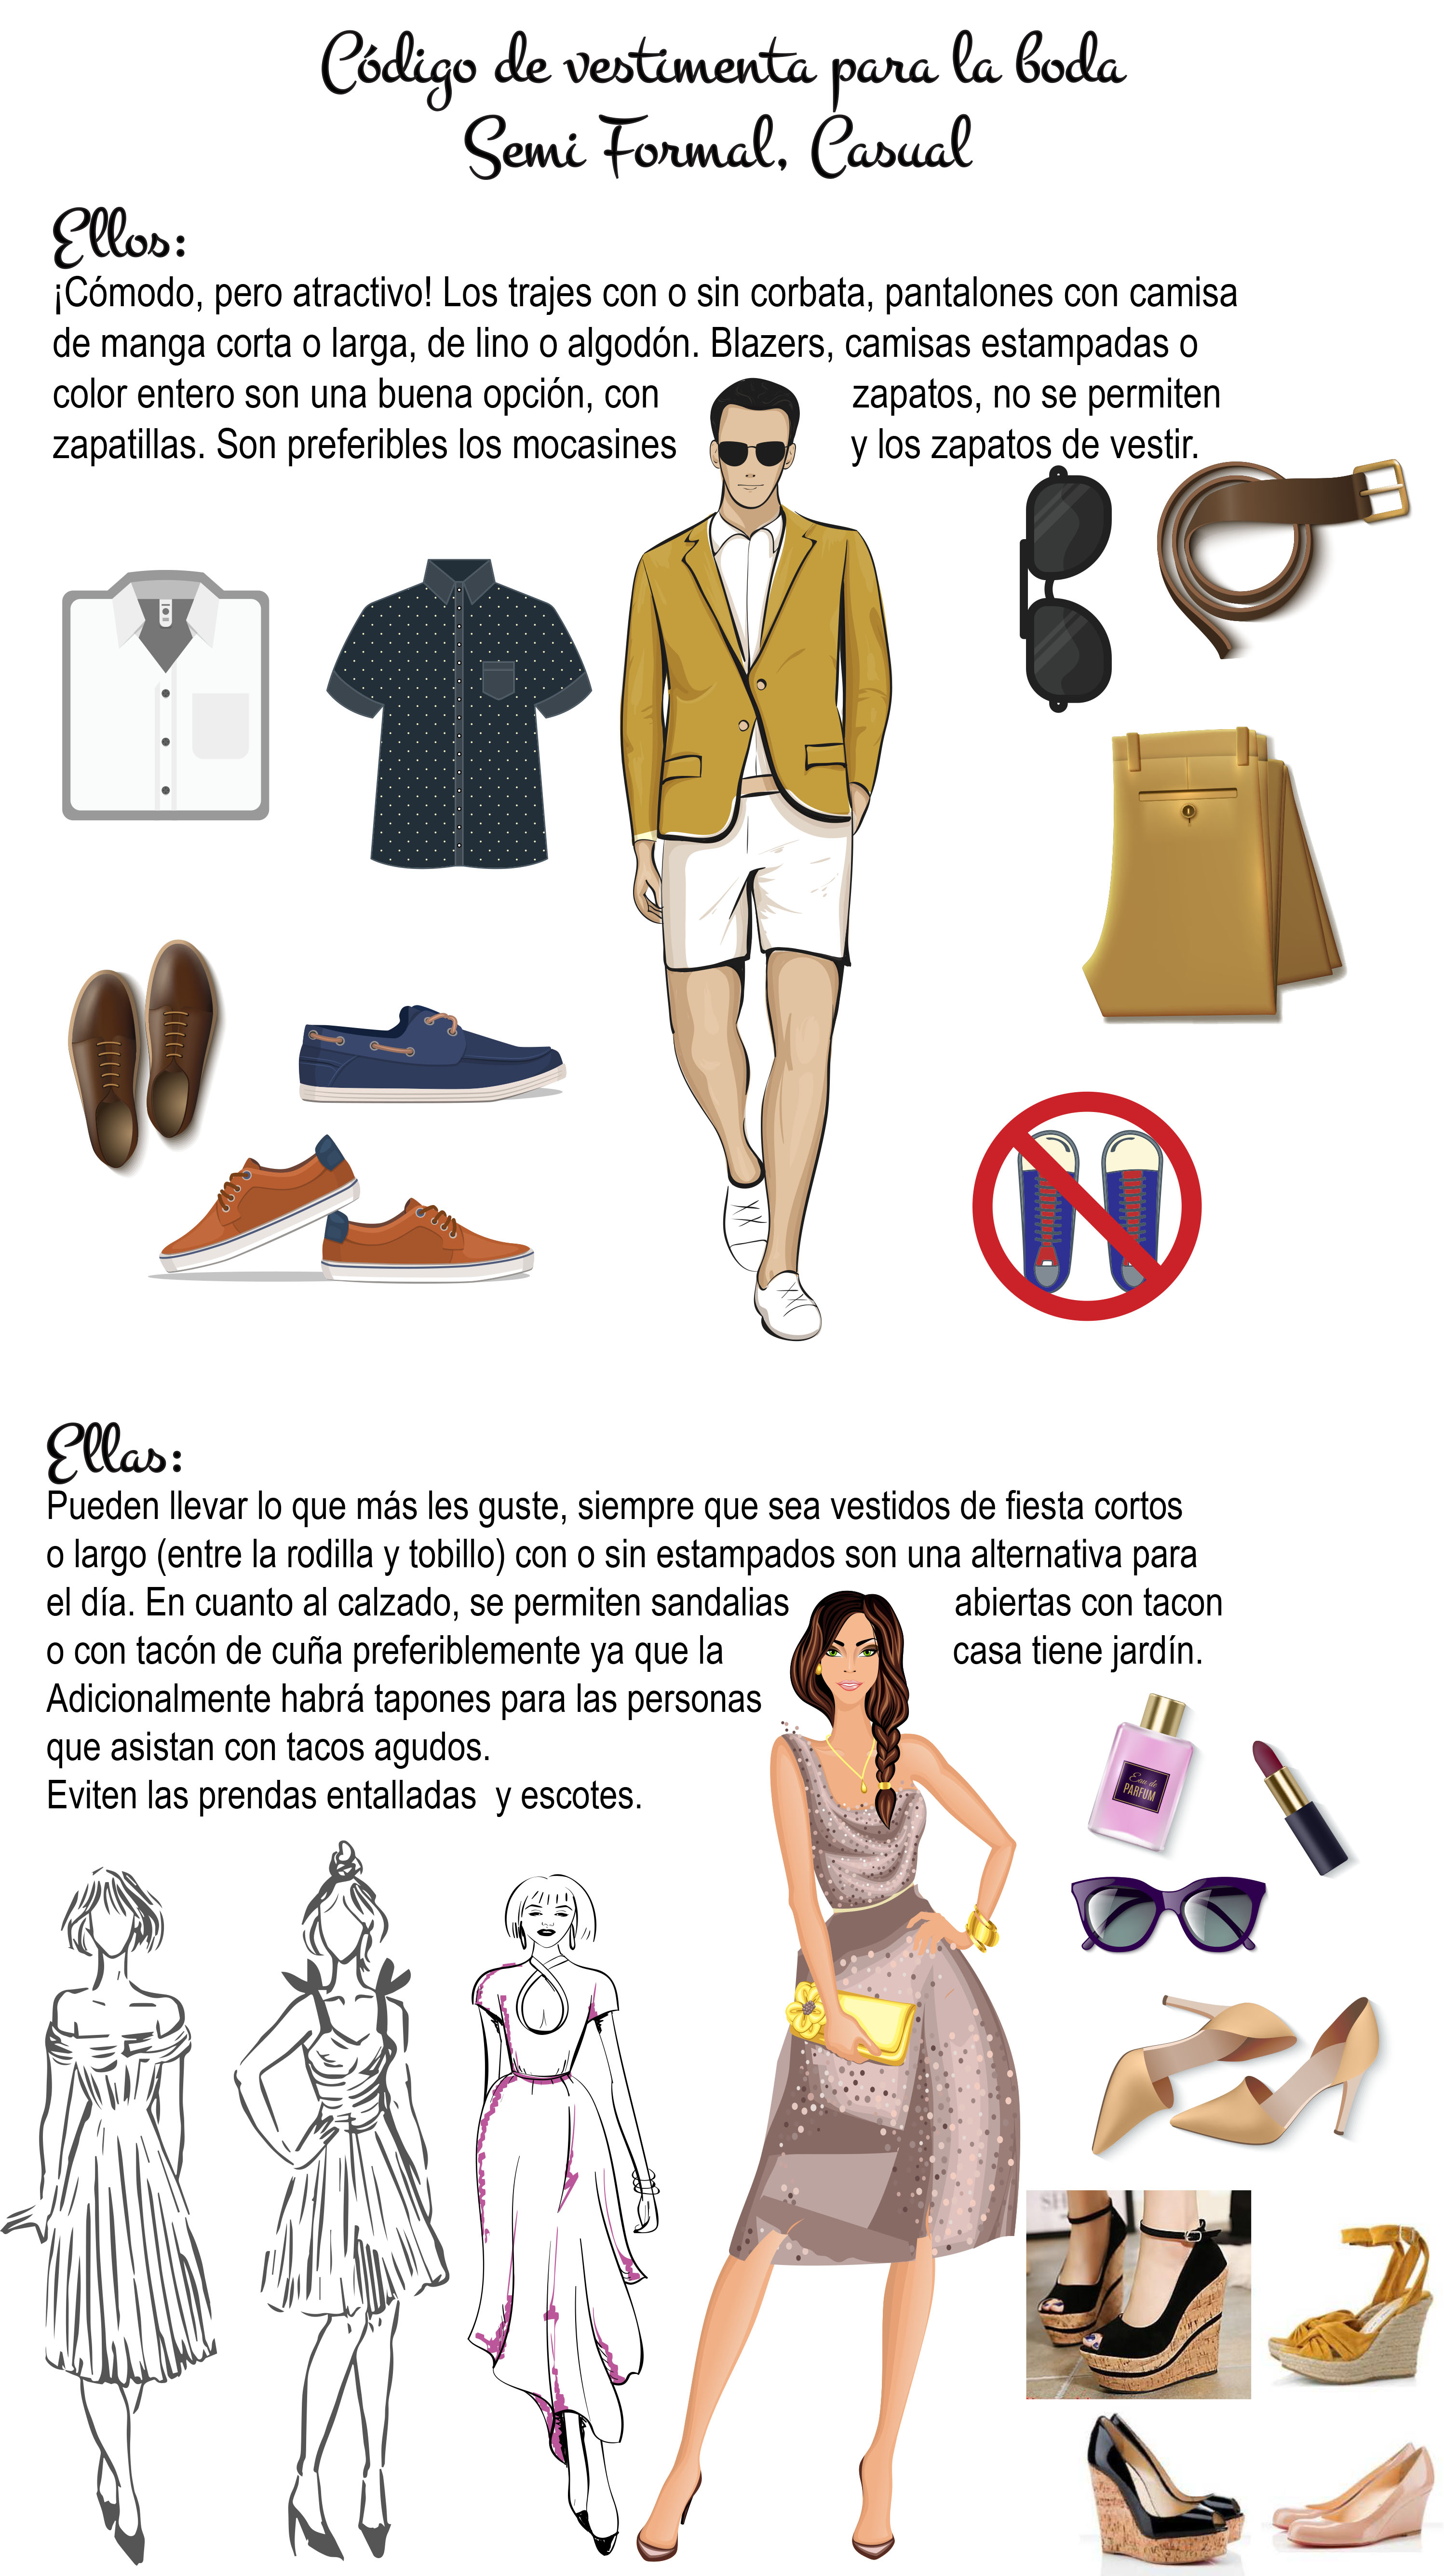 Código de vestimenta para la boda
Semi Formal, Casual
Ellos:
¡Cómodo, pero atractivo! Los trajes con o sin corbata, pantalones con camisa
de manga corta o larga, de lino o algodón. Blazers, camisas estampadas o
color entero son una buena opción, con zapatos, no se permiten
zapatillas. Son preferibles los mocasines y los zapatos de vestir.
Ellas:
Pueden llevar lo que más les guste, siempre que sea vestidos de fiesta cortos
o largo (entre la rodilla y tobillo) con o sin estampados son una alternativa para
el día. En cuanto al calzado, se permiten sandalias abiertas con tacon
o con tacón de cuña preferiblemente ya que la casa tiene jardín.
Adicionalmente habrá tapones para las personas
que asistan con tacos agudos.
Eviten las prendas entalladas  y escotes.
Eau de
PARFUM